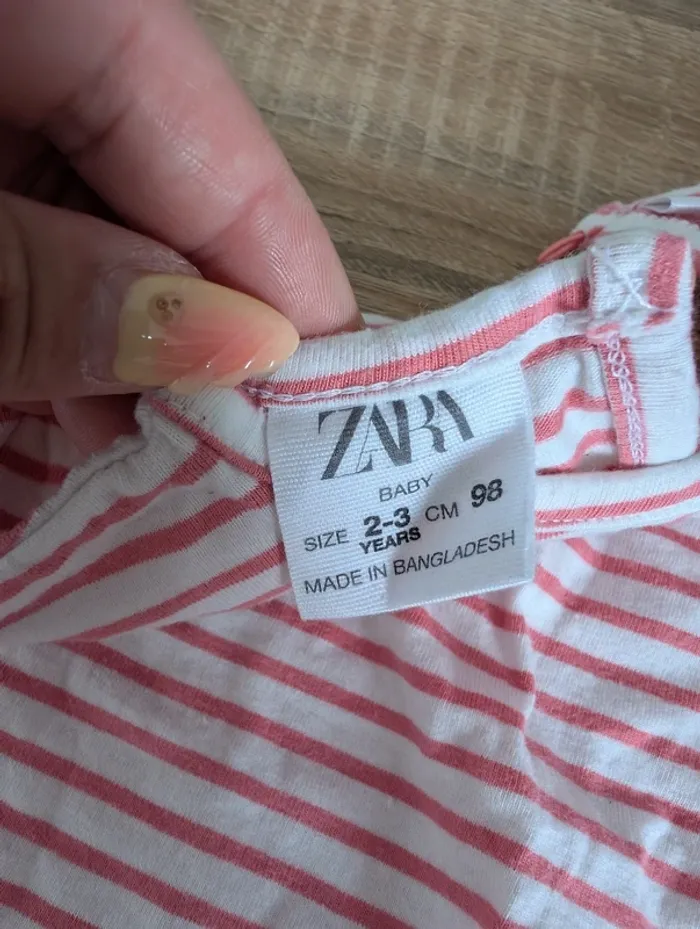 ZARA
BABY
SIZE 2-3 YEARS CM 98
MADE IN BANGLADESH